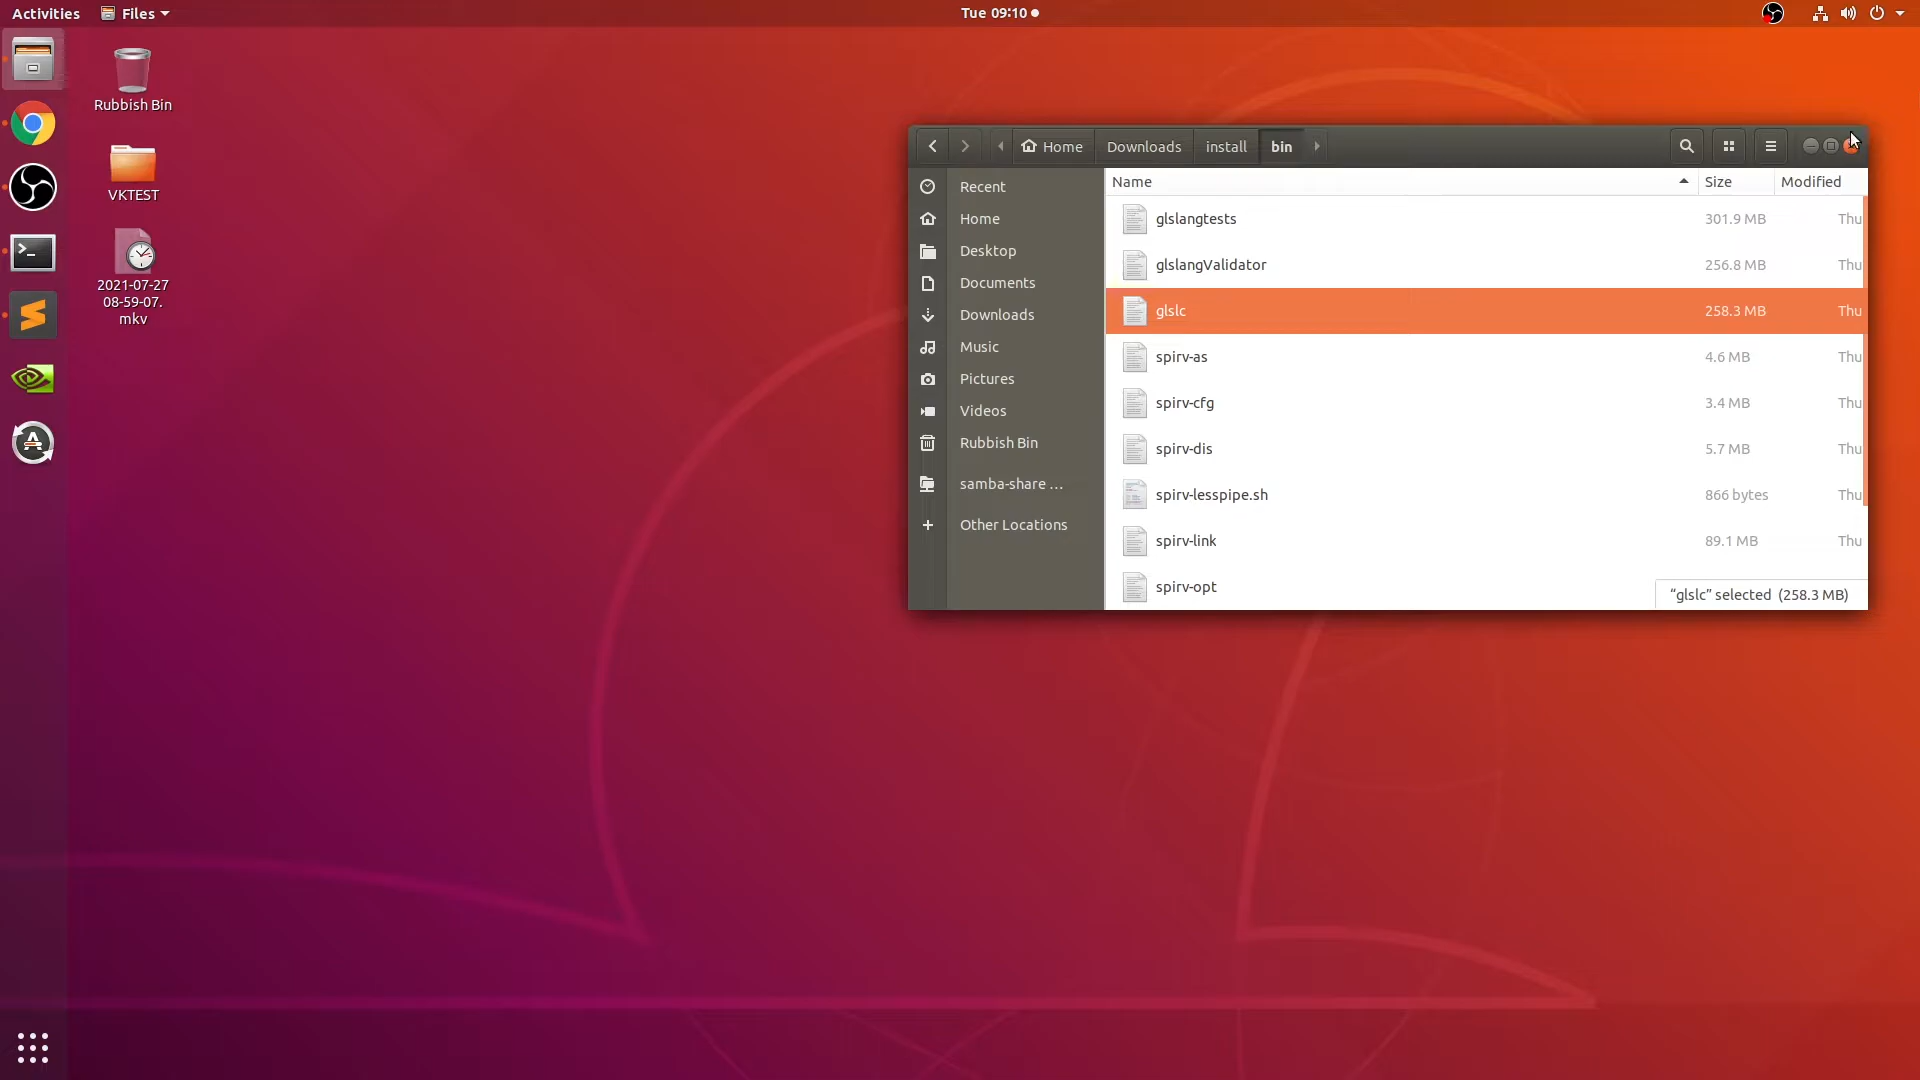 Activities
Files
Tue 09:10
Rubbish Bin
VKTEST
2021-07-27
08-59-07.
mkv
Home
Downloads
install
bin
Recent
Home
Desktop
Documents
Downloads
Music
Pictures
Videos
Rubbish Bin
samba-share ...
Other Locations
Name
Size
Modified
glslangtests
301.9 MB
Thu
glslangValidator
256.8 MB
Thu
glslc
258.3 MB
Thu
spirv-as
4.6 MB
Thu
spirv-cfg
3.4 MB
Thu
spirv-dis
5.7 MB
Thu
spirv-lesspipe.sh
866 bytes
Thu
spirv-link
89.1 MB
Thu
spirv-opt
“glslc” selected (258.3 MB)